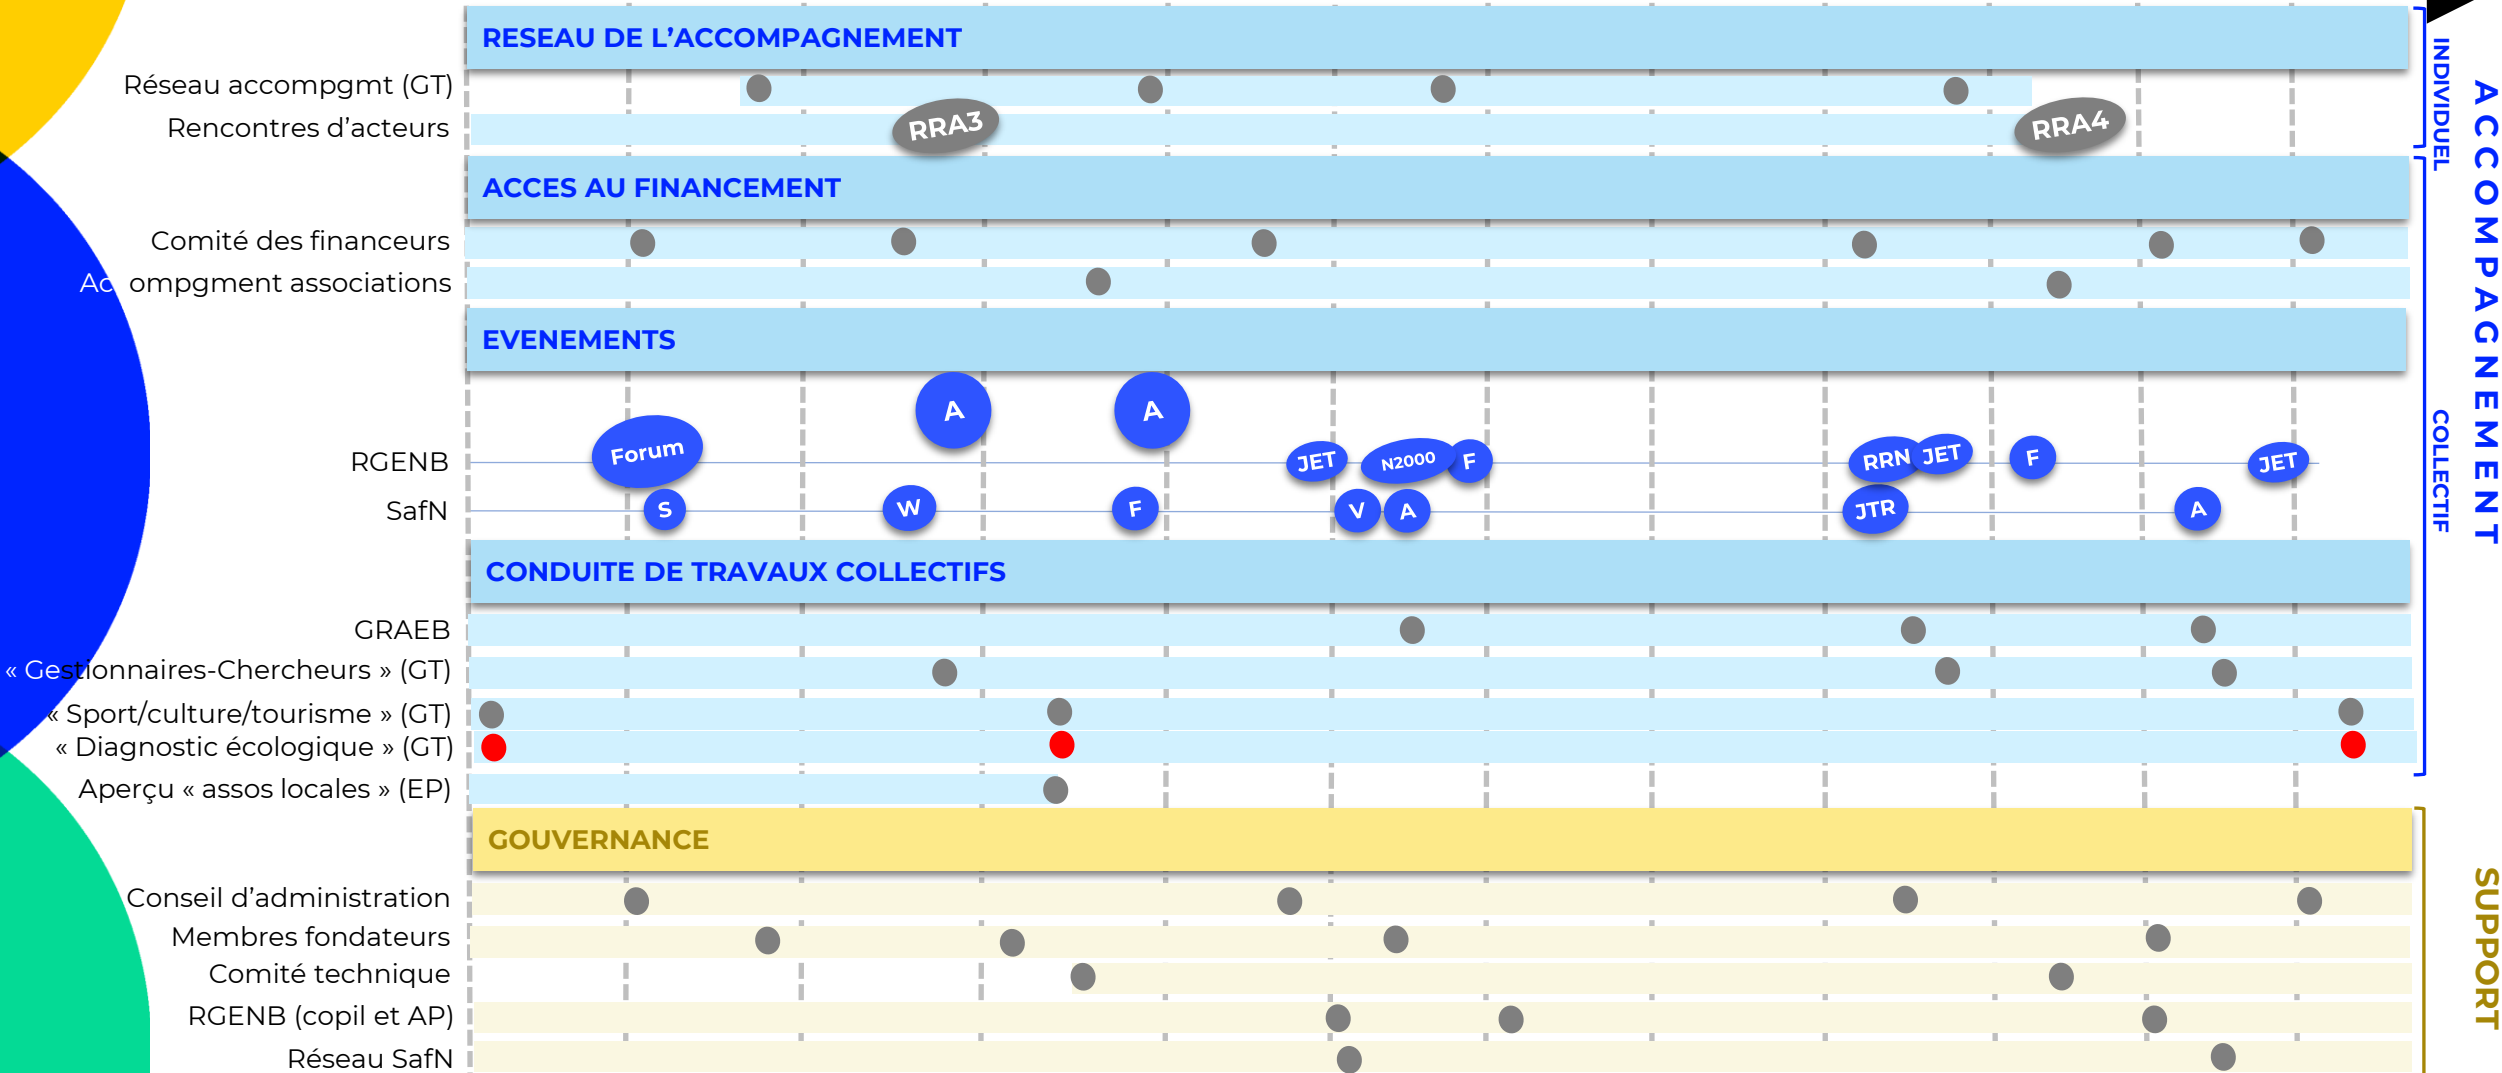 RESEAU DE L’ACCOMPAGNEMENT
Réseau accompgmt (GT)
RRA3
RRA4
Rencontres d’acteurs
ACCES AU FINANCEMENT
Comité des financeurs
Accompgment associations
EVENEMENTS
A
A
Forum
RGENB
JET
N2000
F
RRN
JET
F
JET
SafN
S
W
F
V
A
JTR
A
CONDUITE DE TRAVAUX COLLECTIFS
GRAEB
« Gestionnaires-Chercheurs » (GT)
« Sport/culture/tourisme » (GT)
« Diagnostic écologique » (GT)
Aperçu « assos locales » (EP)
GOUVERNANCE
Conseil d’administration
Membres fondateurs
Comité technique
RGENB (copil et AP)
Réseau SafN
INDIVIDUEL
COLLECTIF
ACCOMPAGNEMENT
SUPPORT